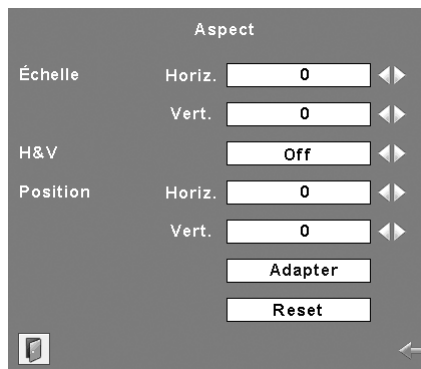 Aspect
Échelle Horiz. 0
Vert. 0
H&V Off
Position Horiz. 0
Vert. 0
Adapter
Reset